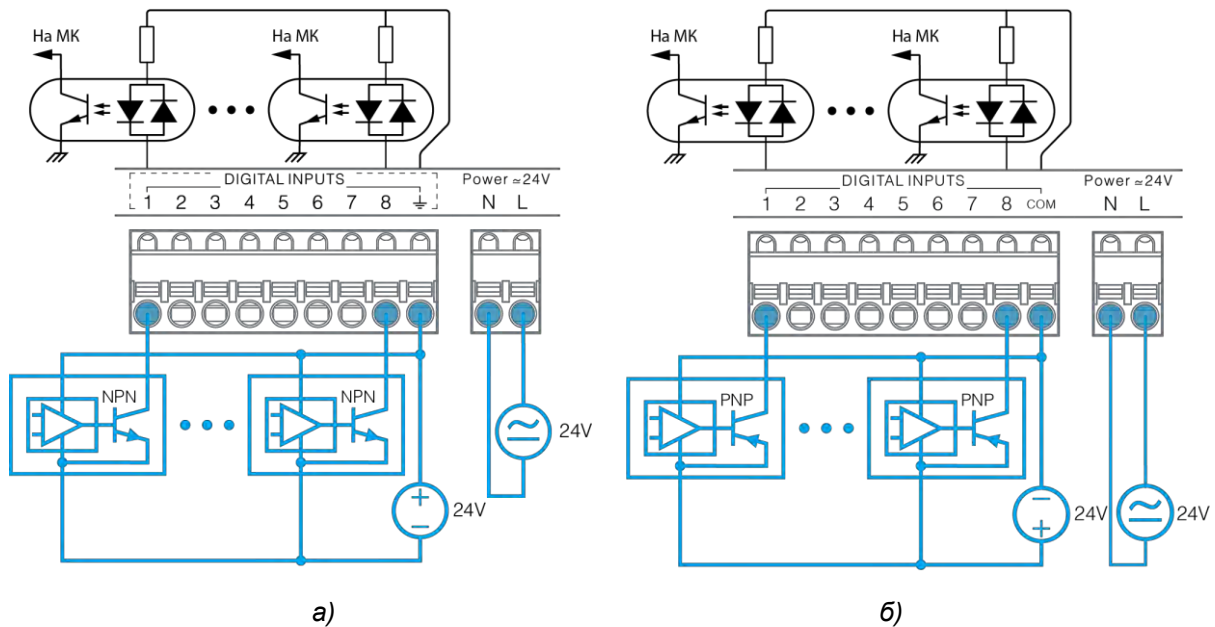 На МК На МК
DIGITAL INPUTS Power ≃24V
1 2 3 4 5 6 7 8 ⏚ N L
NPN NPN
24V
+
− 24V
а)
На МК На МК
DIGITAL INPUTS Power ≃24V
1 2 3 4 5 6 7 8 COM N L
PNP PNP
− 24V 24V
+
б)